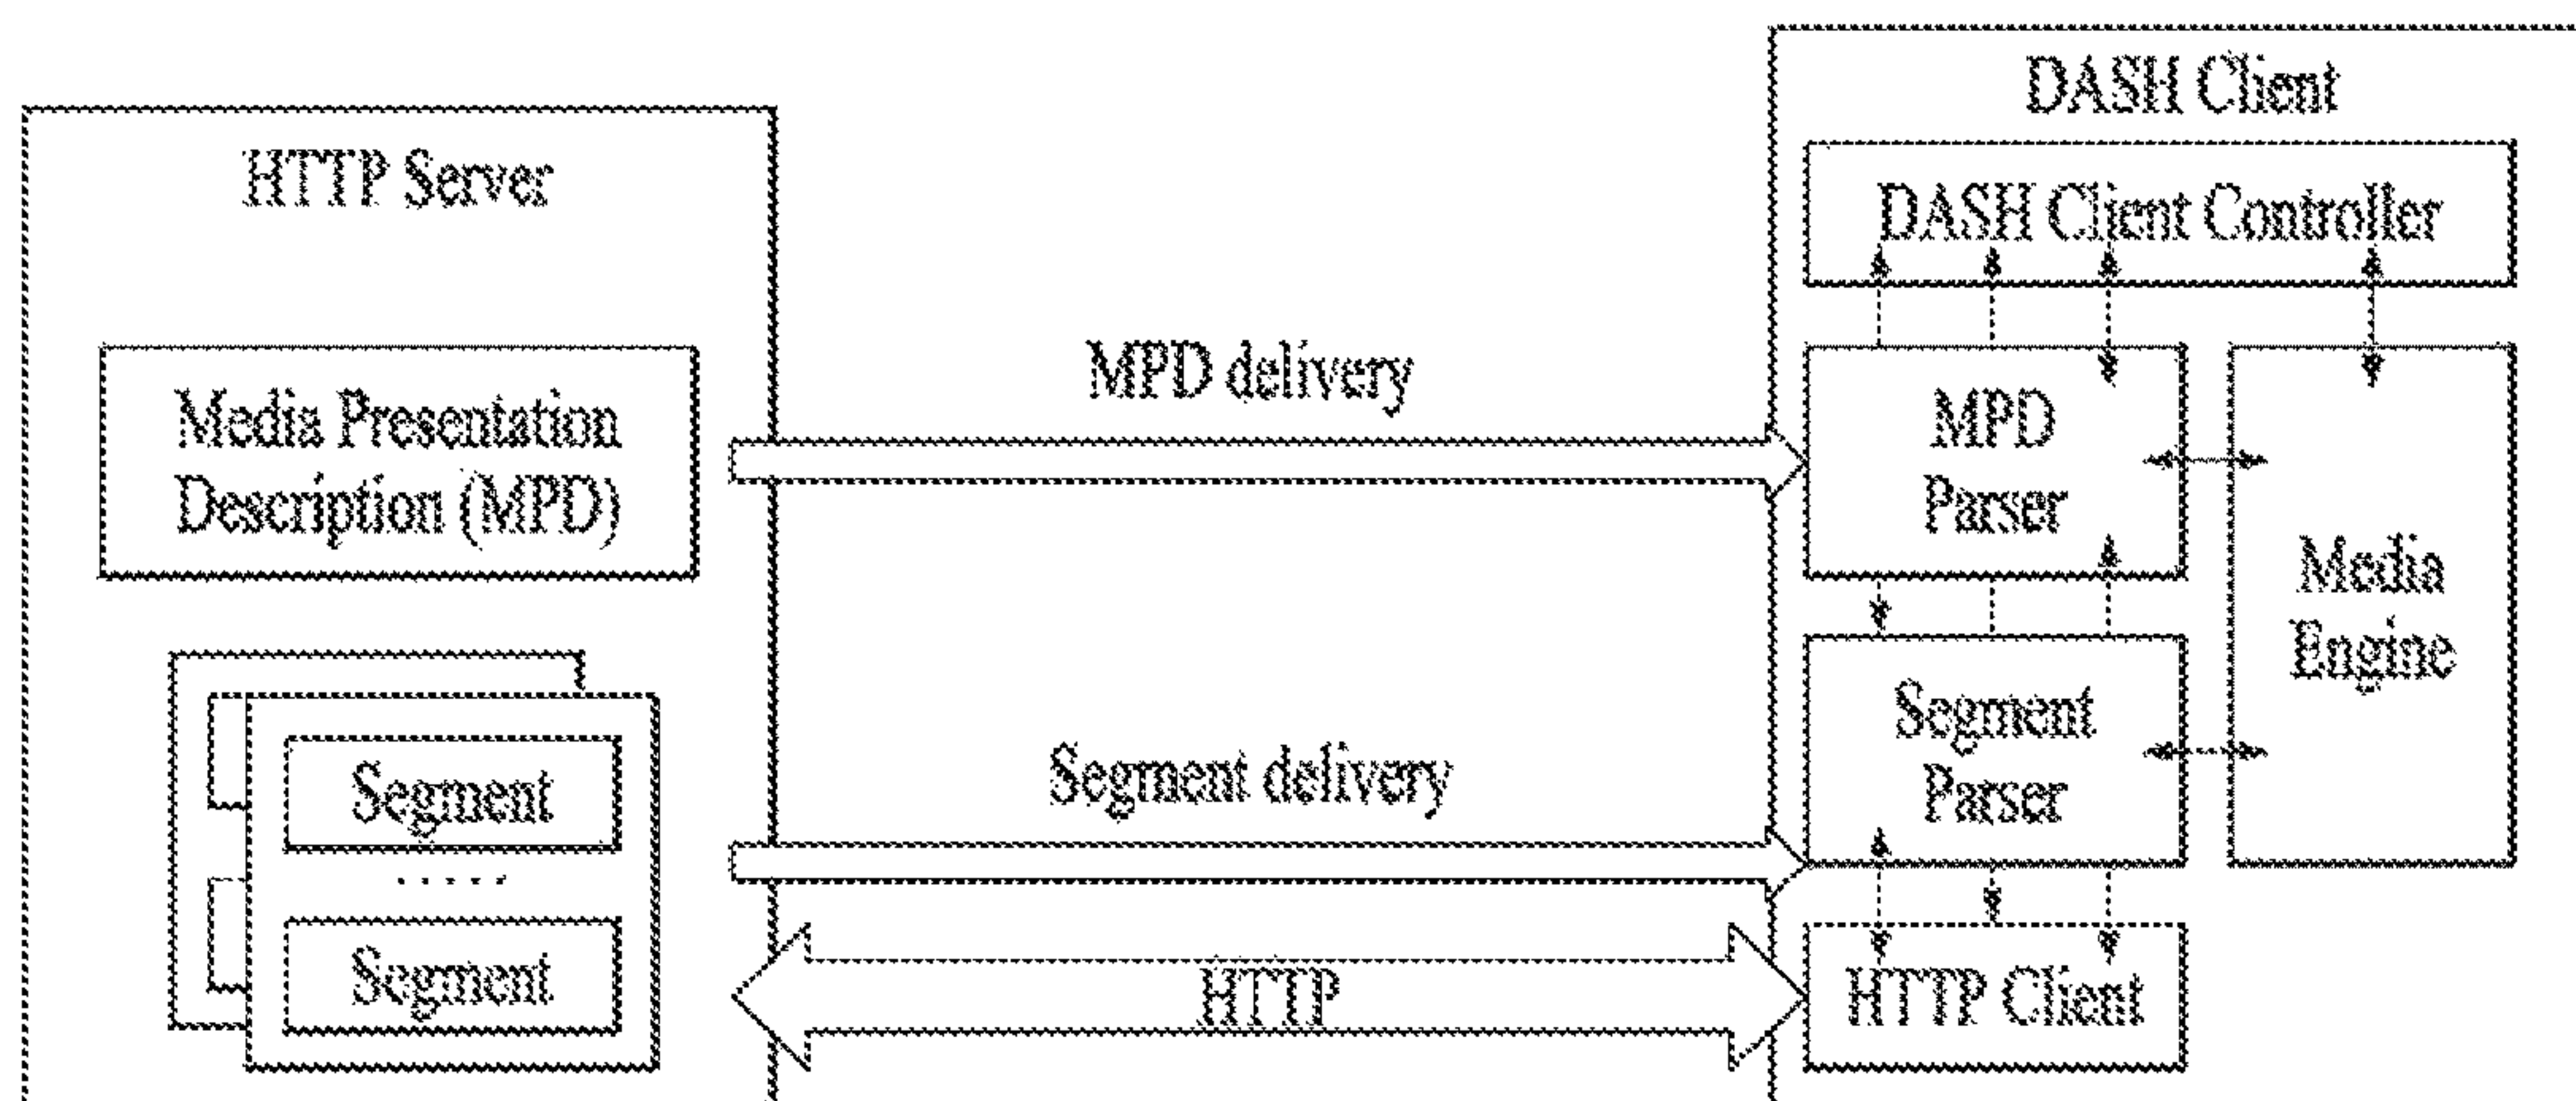 HTTP Server
Media Presentation
Description (MPD)
Segment
.....
Segment
MPD delivery
Segment delivery
HTTP
DASH Client
DASH Client Controller
MPD
Parser
Segment
Parser
HTTP Client
Media
Engine